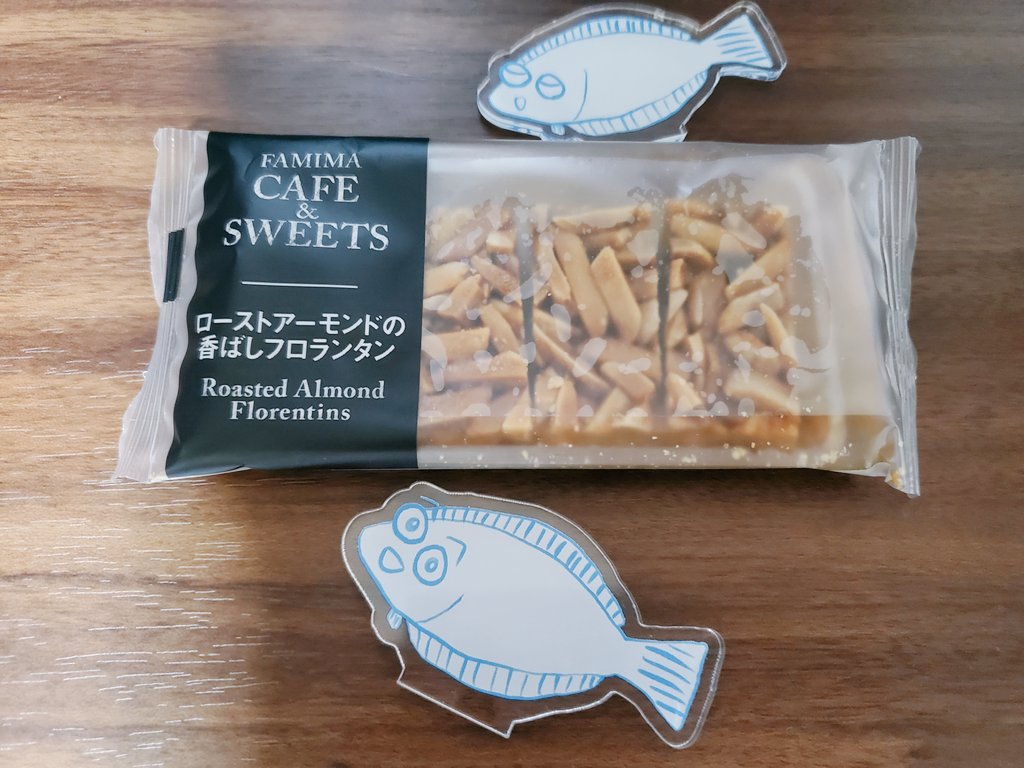 FAMIMA
CAFE
&
SWEETS
ローストアーモンドの
香ばしフロランタン
Roasted Almond
Florentins